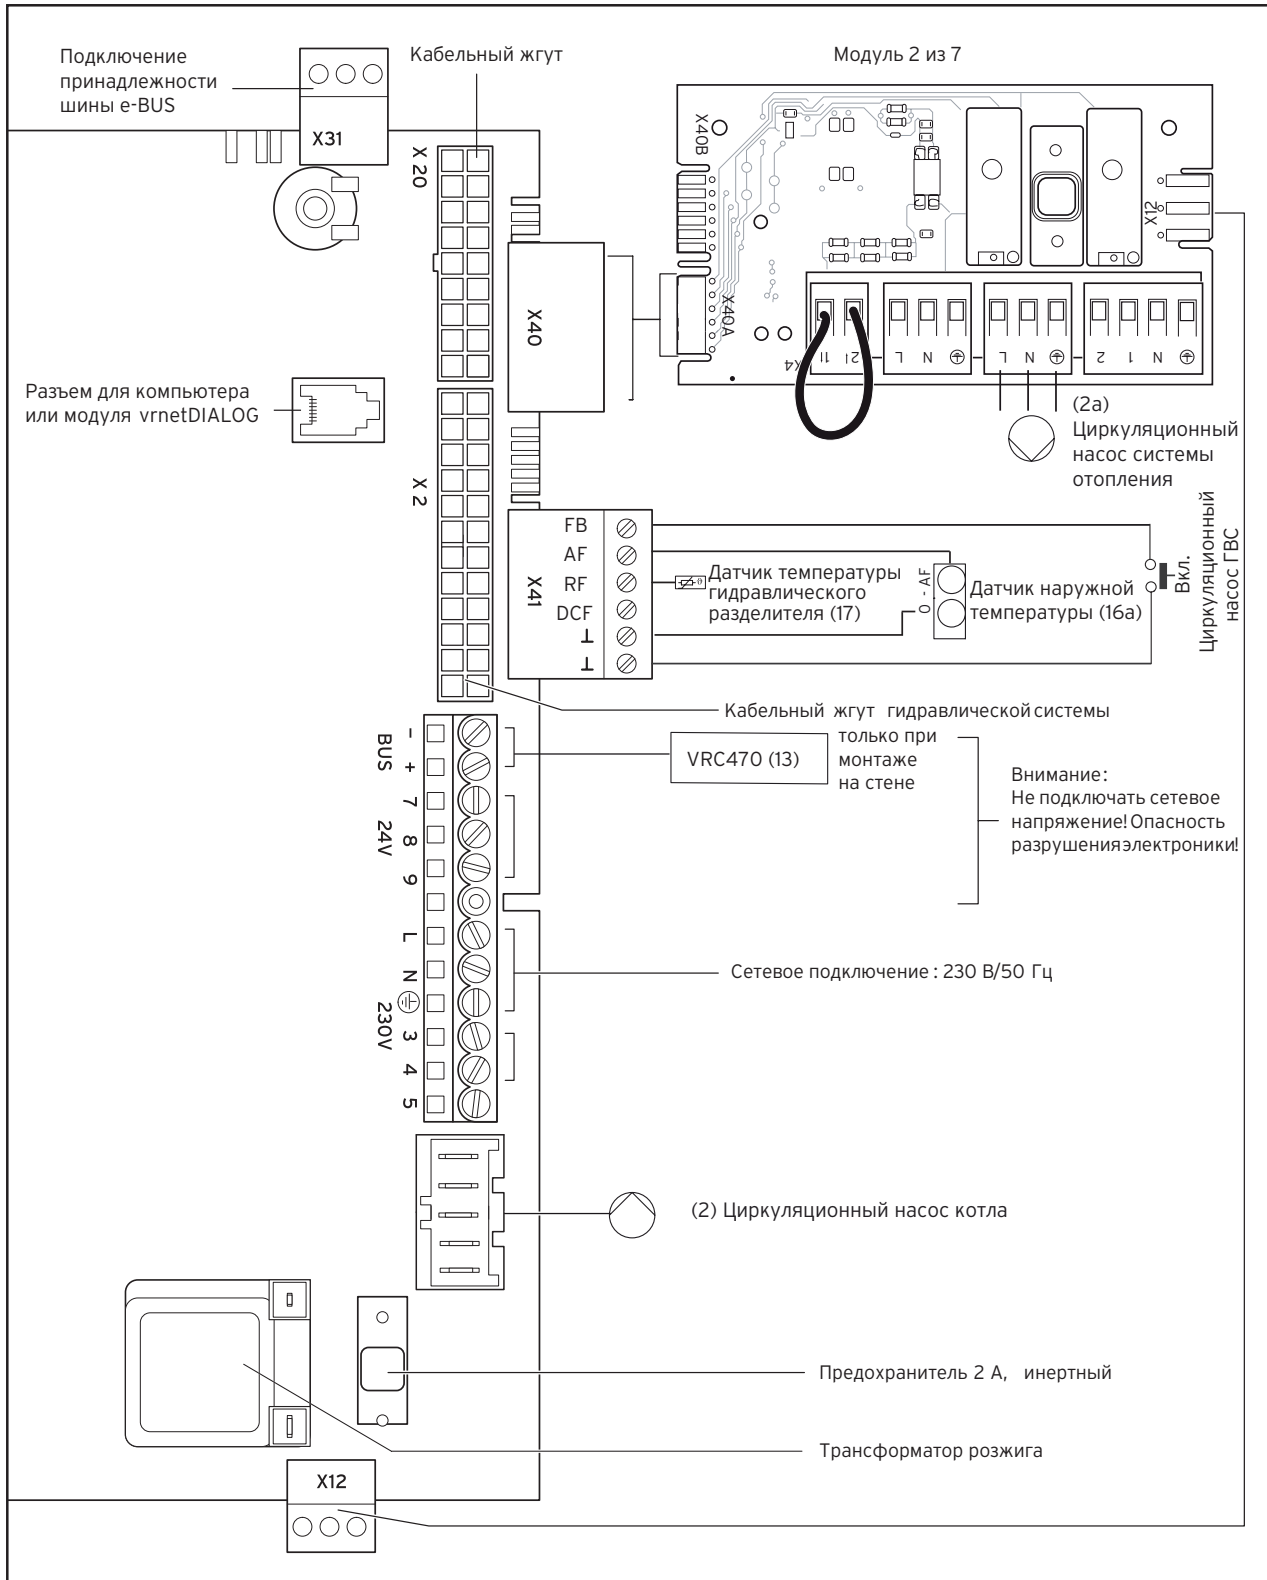 Подключение
принадлежности
шины e-BUS
Кабельный жгут
Модуль 2 из 7
X31
X 20
X40
X40B
X40A
X12
X4
L
N
L
N
2
1
N
Разъем для компьютера
или модуля vrnetDIALOG
(2а)
Циркуляционный
насос системы
отопления
X 2
X41
FB
AF
RF
DCF
Датчик температуры
гидравлического
разделителя (17)
0 - AF
Датчик наружной
температуры (16а)
Вкл.
Циркуляционный
насос ГВС
Кабельный жгут гидравлической системы
VRC470 (13)
только при
монтаже
на стене
Внимание:
Не подключать сетевое
напряжение! Опасность
разрушения электроники!
BUS
-
+
24V
7
8
9
L
N
230V
3
4
5
Сетевое подключение: 230 В/50 Гц
(2) Циркуляционный насос котла
Предохранитель 2 А, инертный
Трансформатор розжига
X12